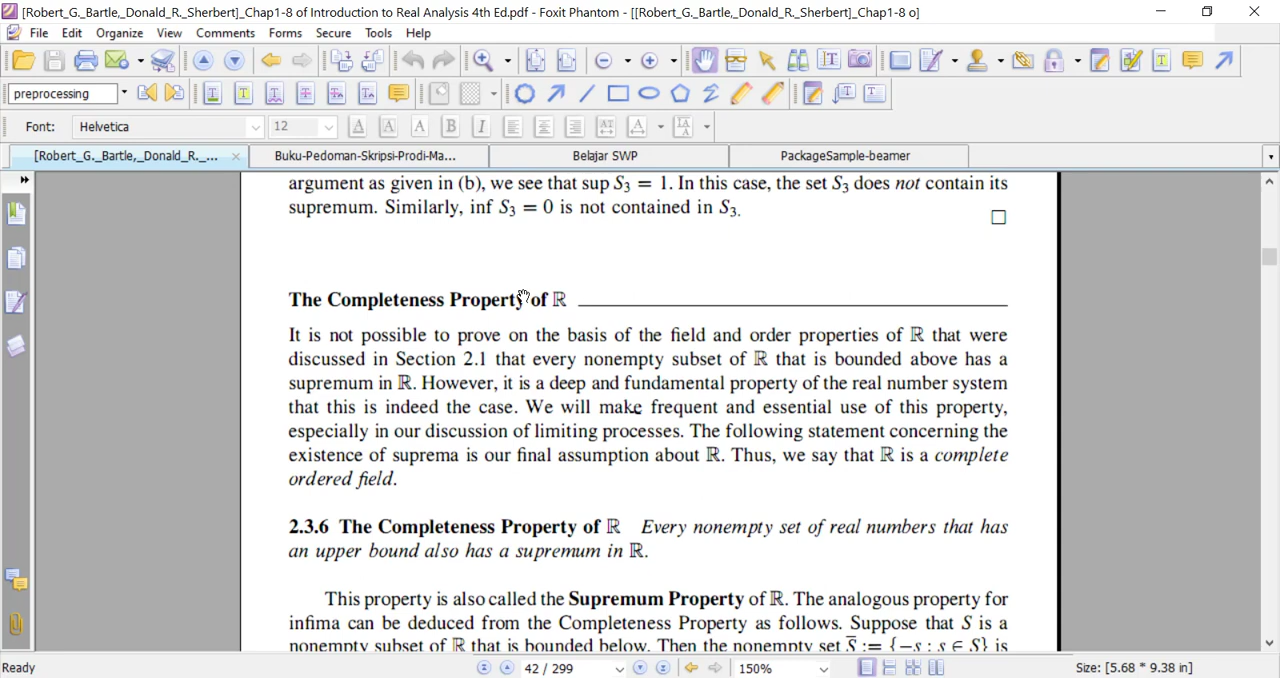 [Robert_G._Bartle,_Donald_R._Sherbert]_Chap1-8 of Introduction to Real Analysis 4th Ed.pdf - Foxit Phantom - [[Robert_G._Bartle,_Donald_R._Sherbert]_Chap1-8 o]
File Edit Organize View Comments Forms Secure Tools Help
preprocessing
Font: Helvetica 12
[Robert_G._Bartle,_Donald_R._... Buku-Pedoman-Skripsi-Prodi-Ma... Belajar SWP PackageSample-beamer
argument as given in (b), we see that sup S₃ = 1. In this case, the set S₃ does not contain its
supremum. Similarly, inf S₃ = 0 is not contained in S₃. □
The Completeness Property of ℝ
It is not possible to prove on the basis of the field and order properties of ℝ that were
discussed in Section 2.1 that every nonempty subset of ℝ that is bounded above has a
supremum in ℝ. However, it is a deep and fundamental property of the real number system
that this is indeed the case. We will make frequent and essential use of this property,
especially in our discussion of limiting processes. The following statement concerning the
existence of suprema is our final assumption about ℝ. Thus, we say that ℝ is a complete
ordered field.
2.3.6 The Completeness Property of ℝ Every nonempty set of real numbers that has
an upper bound also has a supremum in ℝ.
This property is also called the Supremum Property of ℝ. The analogous property for
infima can be deduced from the Completeness Property as follows. Suppose that S is a
nonempty subset of ℝ that is bounded below. Then the nonempty set S̅ := {−s : s ∈ S} is
Ready 42 / 299 150% Size: [5.68 * 9.38 in]